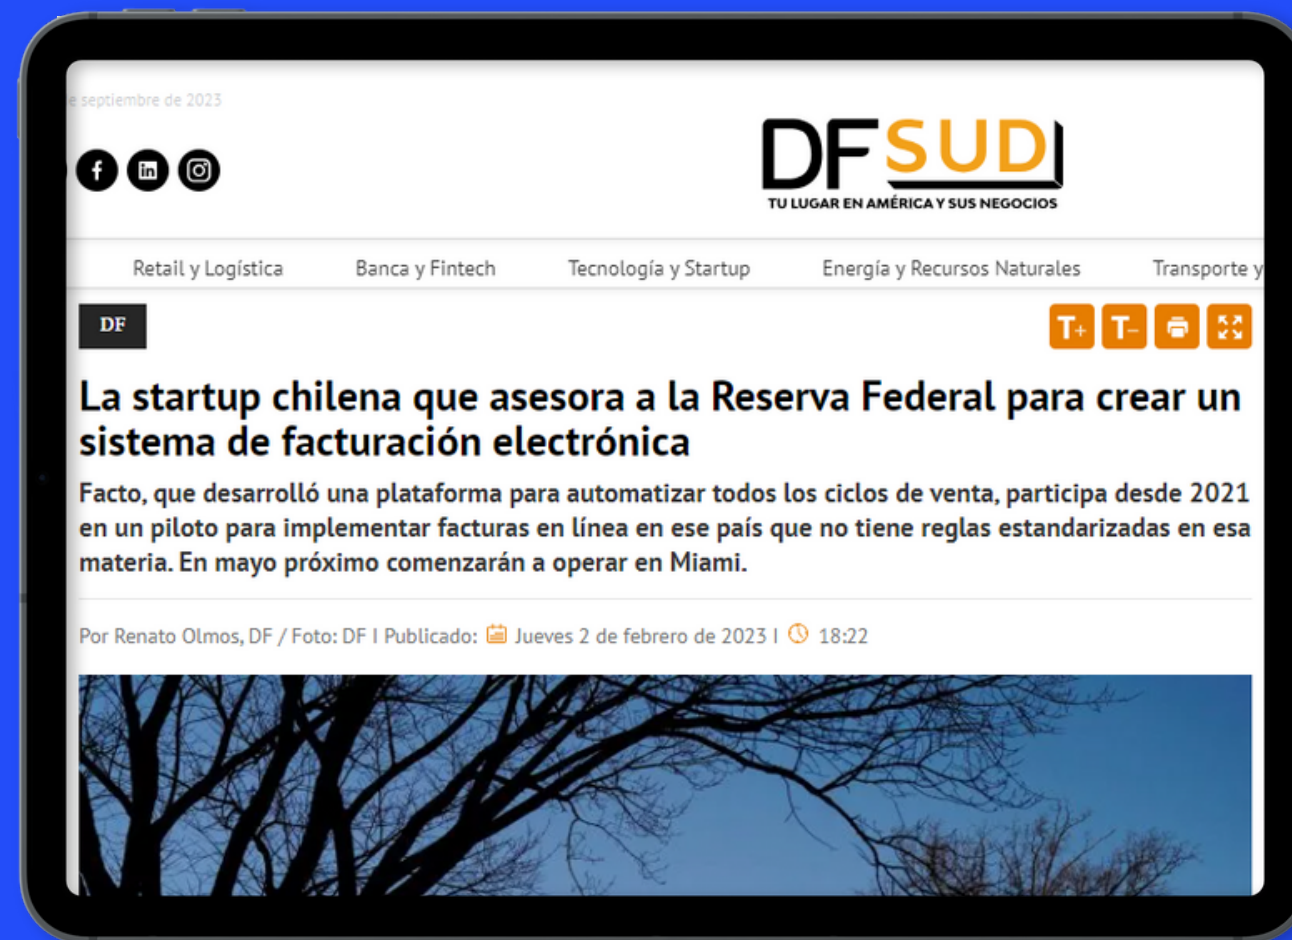 e septiembre de 2023
DFSUD
TU LUGAR EN AMÉRICA Y SUS NEGOCIOS
Retail y Logística Banca y Fintech Tecnología y Startup Energía y Recursos Naturales Transporte y
DF
T+ T-
La startup chilena que asesora a la Reserva Federal para crear un
sistema de facturación electrónica
Facto, que desarrolló una plataforma para automatizar todos los ciclos de venta, participa desde 2021
en un piloto para implementar facturas en línea en ese país que no tiene reglas estandarizadas en esa
materia. En mayo próximo comenzarán a operar en Miami.
Por Renato Olmos, DF / Foto: DF I Publicado: Jueves 2 de febrero de 2023 I 18:22